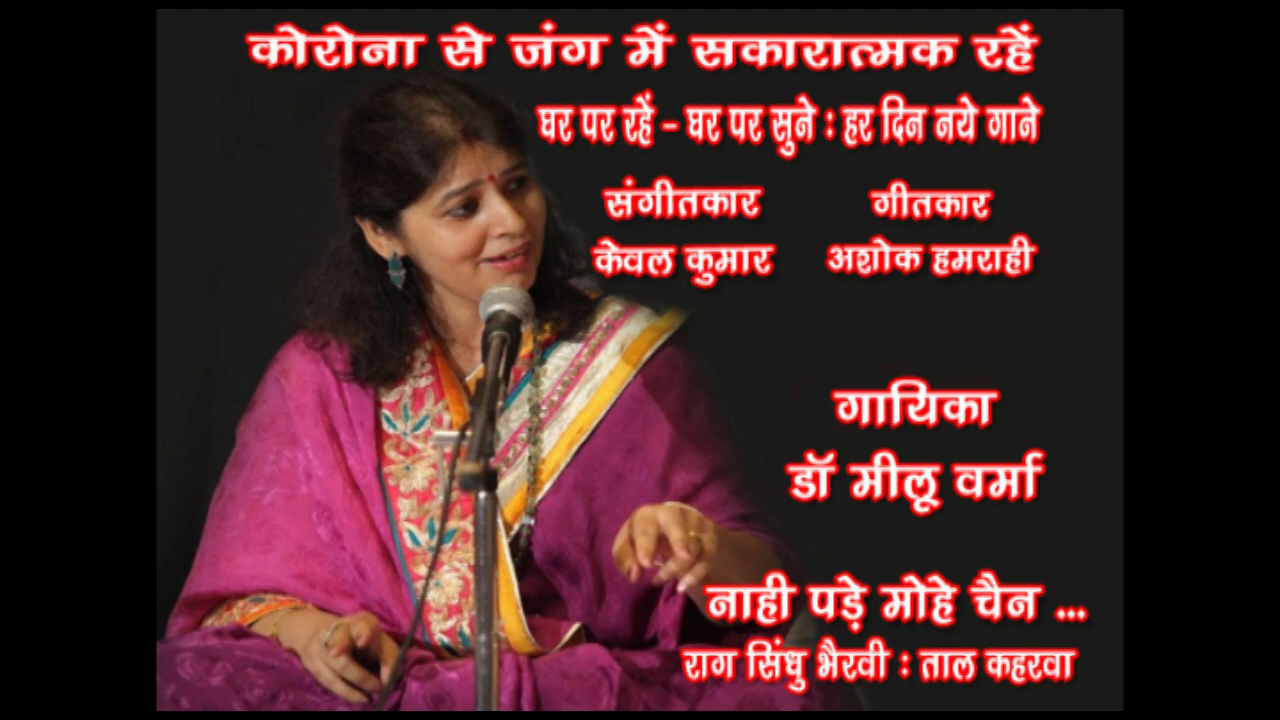 कोरोना से जंग में सकारात्मक रहें
घर पर रहें - घर पर सुने : हर दिन नये गाने
संगीतकार गीतकार
केवल कुमार अशोक हमराही
गायिका
डॉ मीलू वर्मा
नाही पड़े मोहे चैन ...
राग सिंधु भैरवी : ताल कहरवा